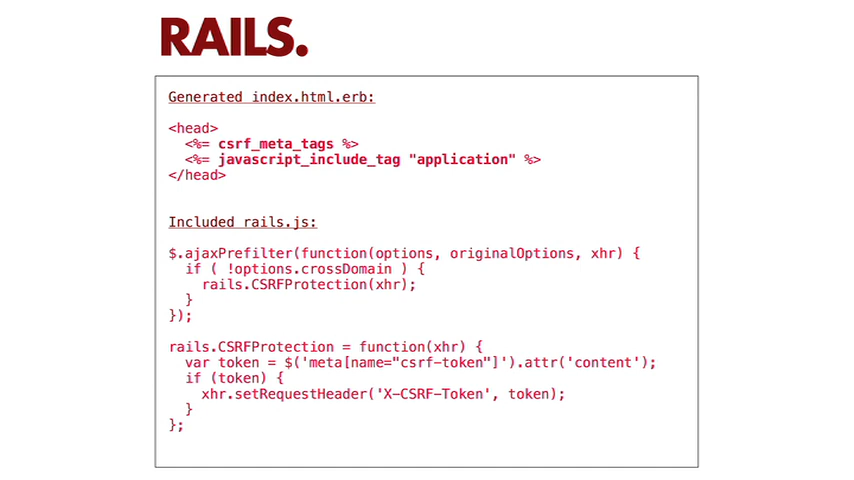 RAILS.
Generated index.html.erb:
<head>
<%= csrf_meta_tags %>
<%= javascript_include_tag "application" %>
</head>
Included rails.js:
$.ajaxPrefilter(function(options, originalOptions, xhr) {
if ( !options.crossDomain ) {
rails.CSRFProtection(xhr);
}
});
rails.CSRFProtection = function(xhr) {
var token = $('meta[name="csrf-token"]').attr('content');
if (token) {
xhr.setRequestHeader('X-CSRF-Token', token);
}
};